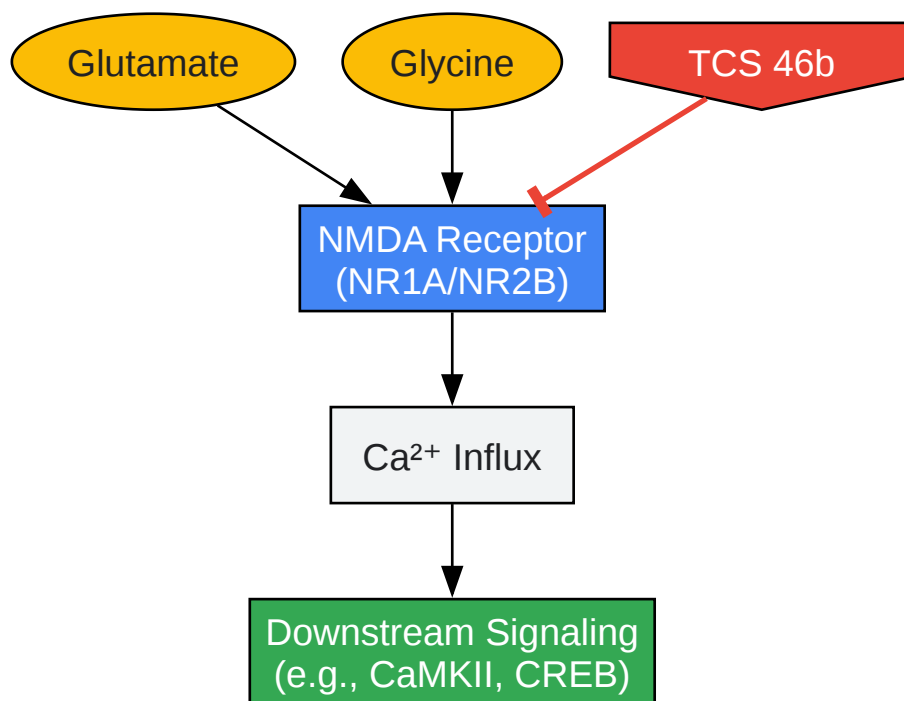 Glutamate
Glycine
TCS 46b
NMDA Receptor
(NR1A/NR2B)
Ca²⁺ Influx
Downstream Signaling
(e.g., CaMKII, CREB)